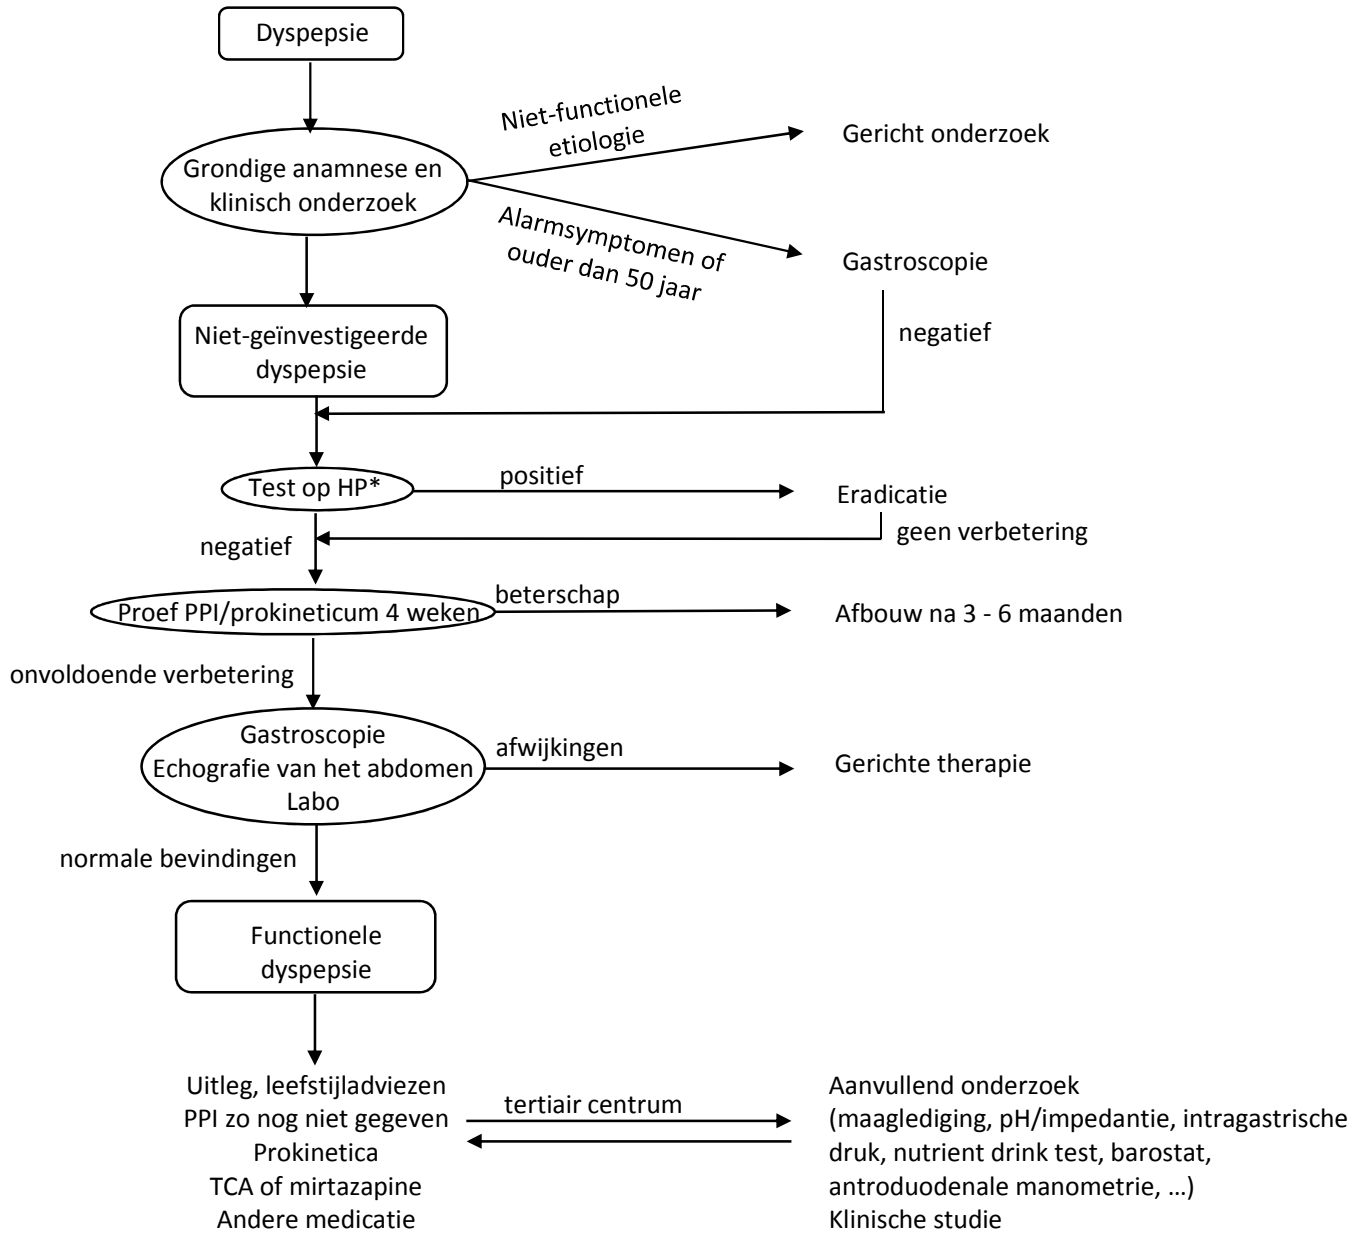 Dyspepsie
Niet-functionele
etiologie
Gericht onderzoek
Grondige anamnese en
klinisch onderzoek
Alarmsymptomen of
ouder dan 50 jaar
Gastroscopie
negatief
Niet-geïnvestigeerde
dyspepsie
Test op HP*
positief
Eradicatie
geen verbetering
negatief
Proef PPI/prokineticum 4 weken
beterschap
Afbouw na 3 - 6 maanden
onvoldoende verbetering
Gastroscopie
Echografie van het abdomen
Labo
afwijkingen
Gerichte therapie
normale bevindingen
Functionele
dyspepsie
Uitleg, leefstijladviezen
PPI zo nog niet gegeven
Prokinetica
TCA of mirtazapine
Andere medicatie
tertiair centrum
Aanvullend onderzoek
(maaglediging, pH/impedantie, intragastrische
druk, nutrient drink test, barostat,
antroduodenale manometrie, …)
Klinische studie